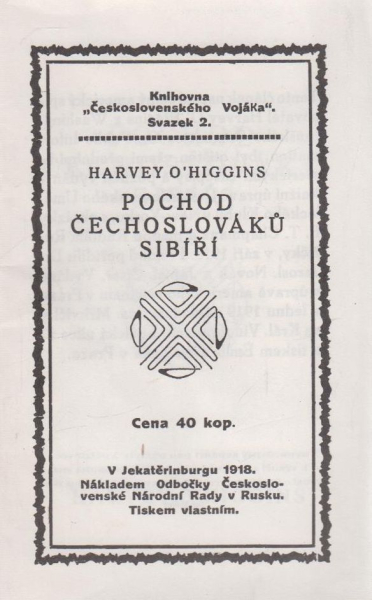 Knihovna
„Československého Vojáka“.
Svazek 2.
HARVEY O'HIGGINS
POCHOD
ČECHOSLOVÁKŮ
SIBÍŘÍ
Cena 40 kop.
V Jekatěrinburgu 1918.
Nákladem Odbočky Českoslo-
venské Národní Rady v Rusku.
Tiskem vlastním.